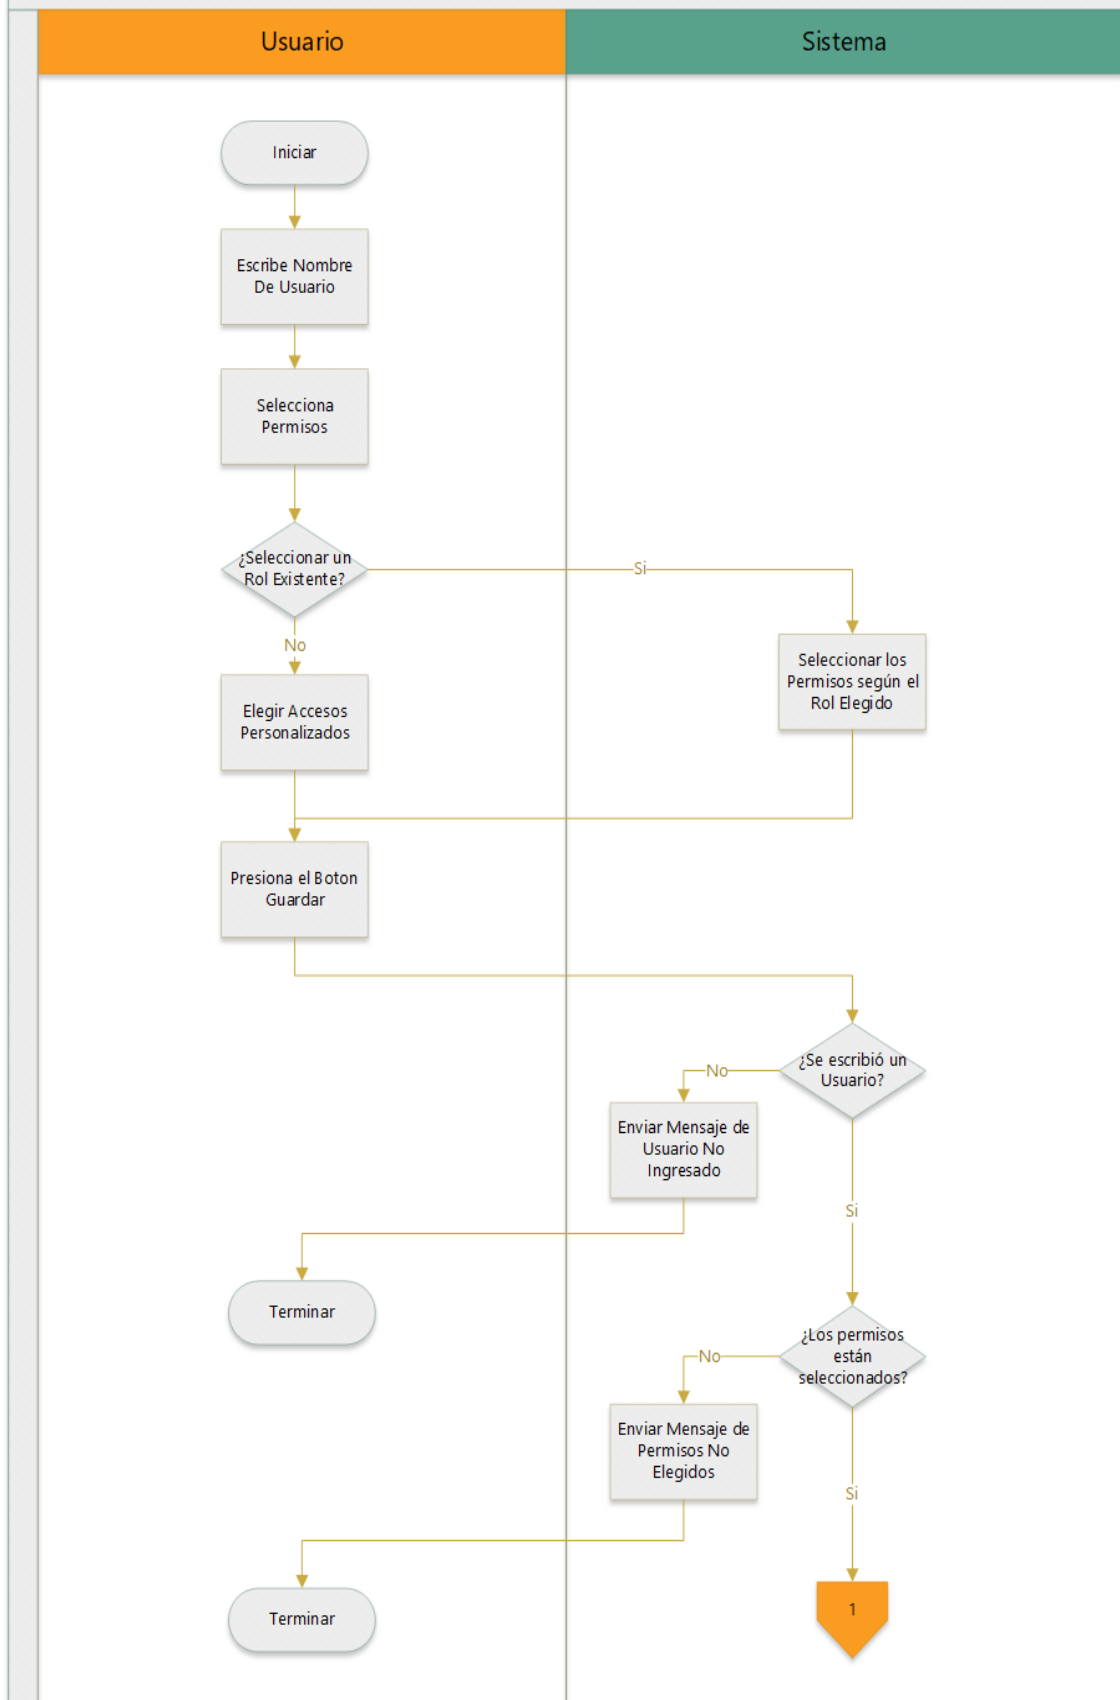 Usuario
Sistema
Iniciar
Escribe Nombre
De Usuario
Selecciona
Permisos
¿Seleccionar un
Rol Existente?
Si
No
Seleccionar los
Permisos según el
Rol Elegido
Elegir Accesos
Personalizados
Presiona el Boton
Guardar
¿Se escribió un
Usuario?
No
Enviar Mensaje de
Usuario No
Ingresado
Si
Terminar
¿Los permisos
están
seleccionados?
No
Enviar Mensaje de
Permisos No
Elegidos
Si
Terminar
1